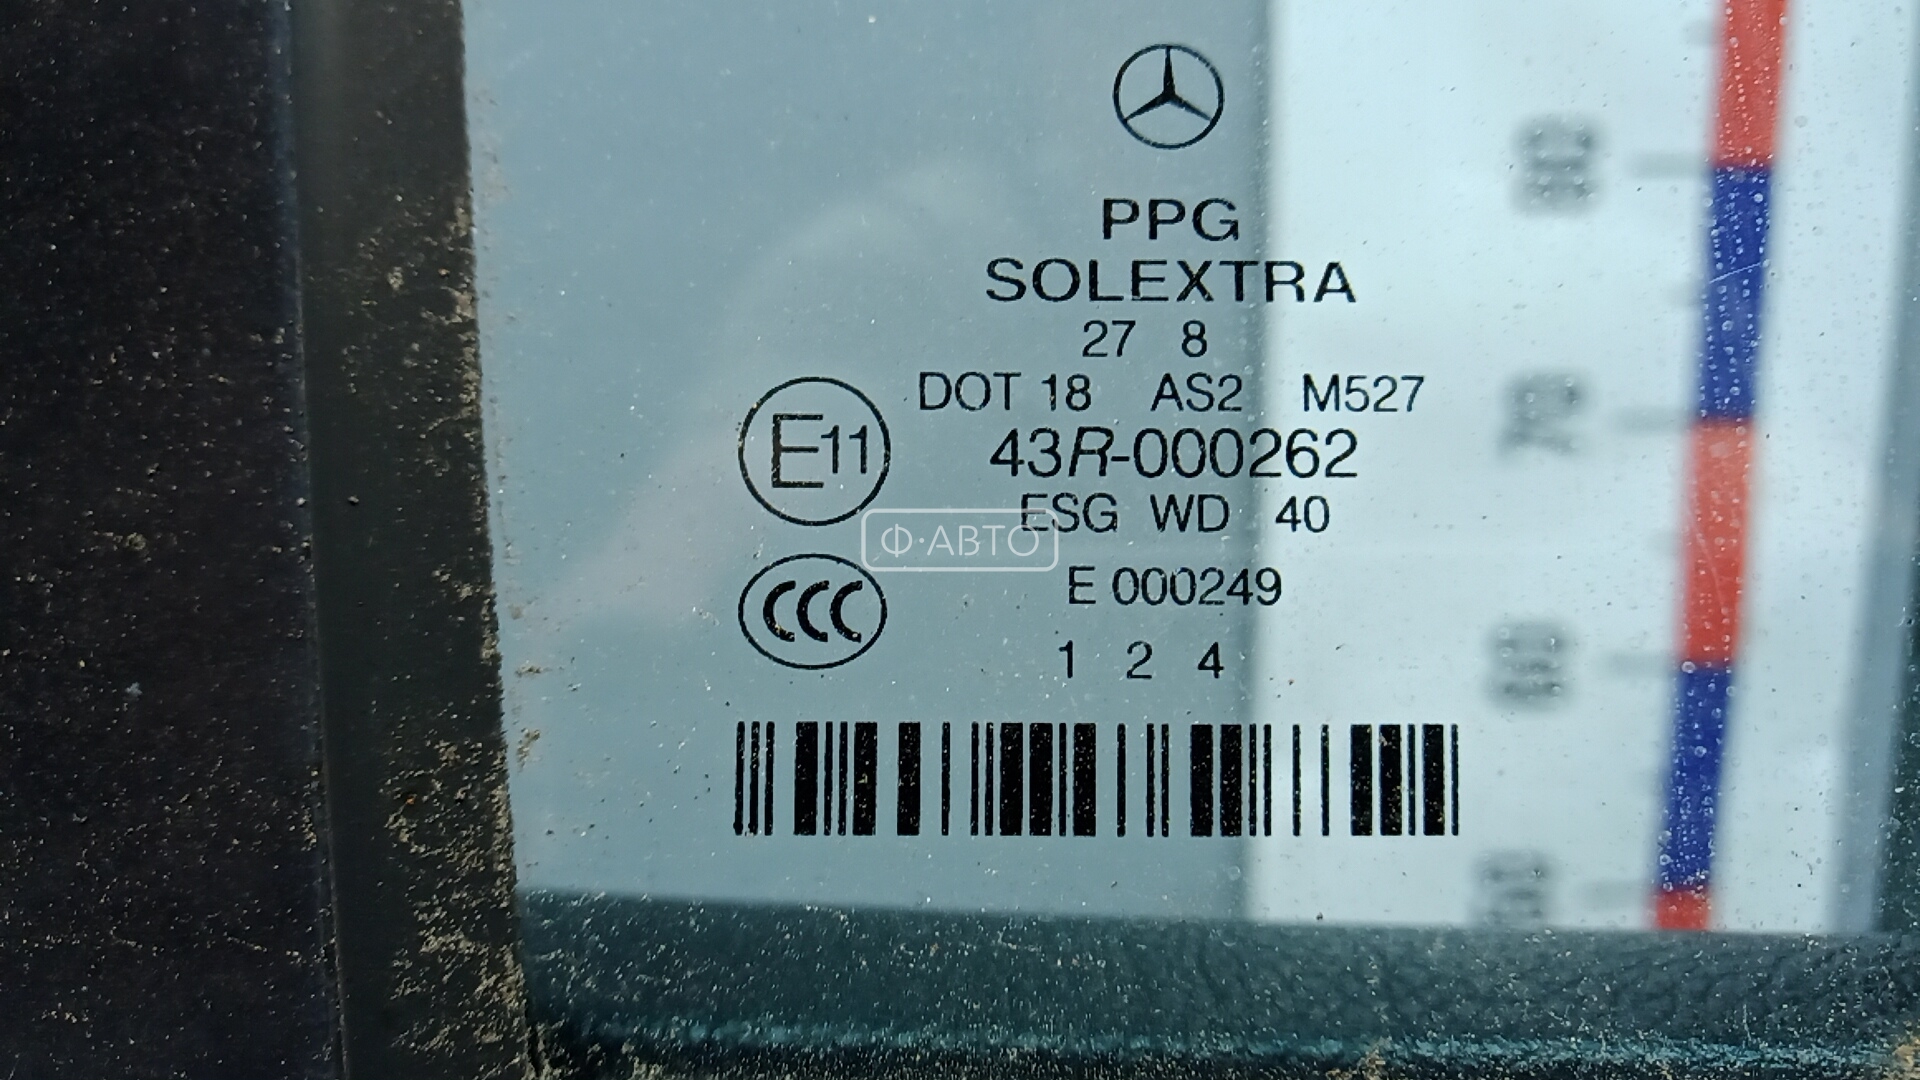 PPG
SOLEXTRA
27 8
DOT 18 AS2 M527
E11
43R-000262
ESG WD 40
Ф·АВТО
CCC
E 000249
1 2 4